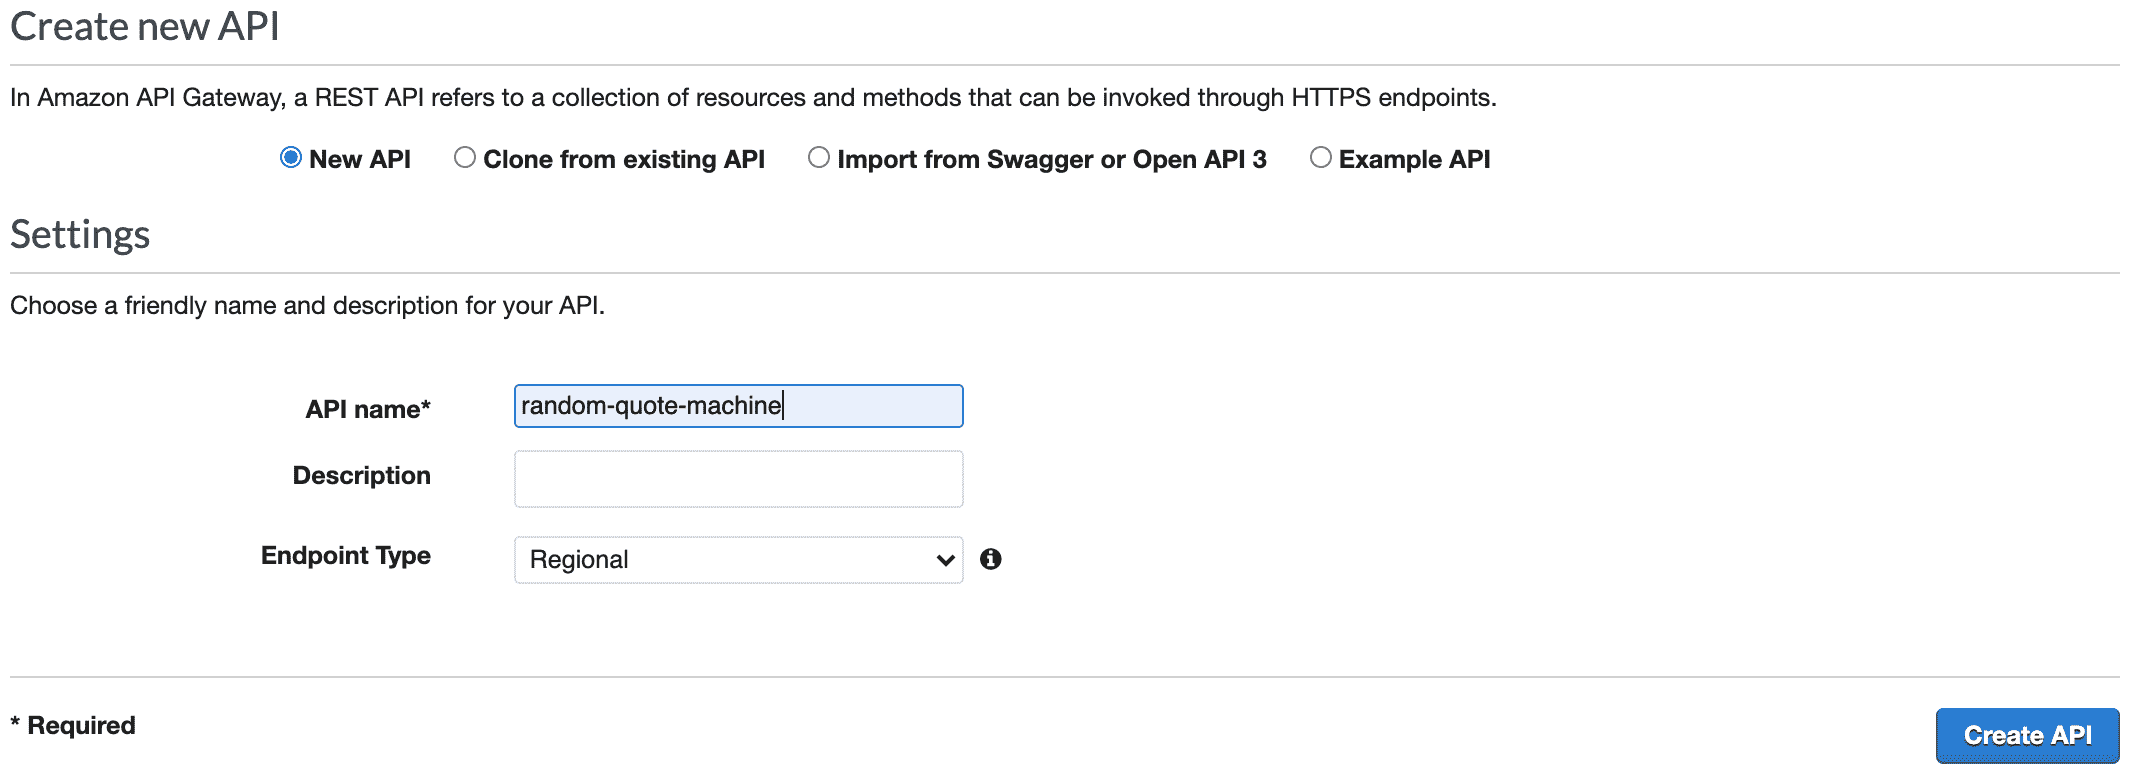 Create new API
In Amazon API Gateway, a REST API refers to a collection of resources and methods that can be invoked through HTTPS endpoints.
New API Clone from existing API Import from Swagger or Open API 3 Example API
Settings
Choose a friendly name and description for your API.
API name* random-quote-machine
Description
Endpoint Type Regional
* Required
Create API